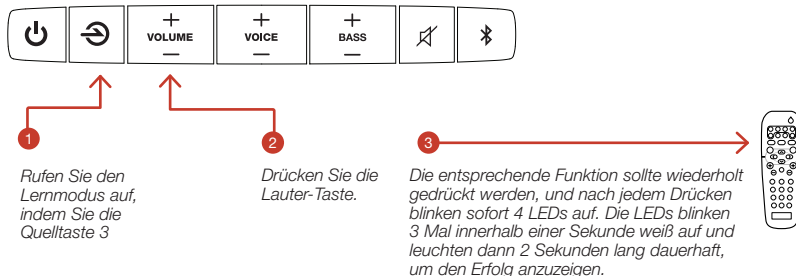 VOLUME VOICE BASS
1
Rufen Sie den
Lernmodus auf,
indem Sie die
Quelltaste 3
2
Drücken Sie die
Lauter-Taste.
3
Die entsprechende Funktion sollte wiederholt
gedrückt werden, und nach jedem Drücken
blinken sofort 4 LEDs auf. Die LEDs blinken
3 Mal innerhalb einer Sekunde weiß auf und
leuchten dann 2 Sekunden lang dauerhaft,
um den Erfolg anzuzeigen.